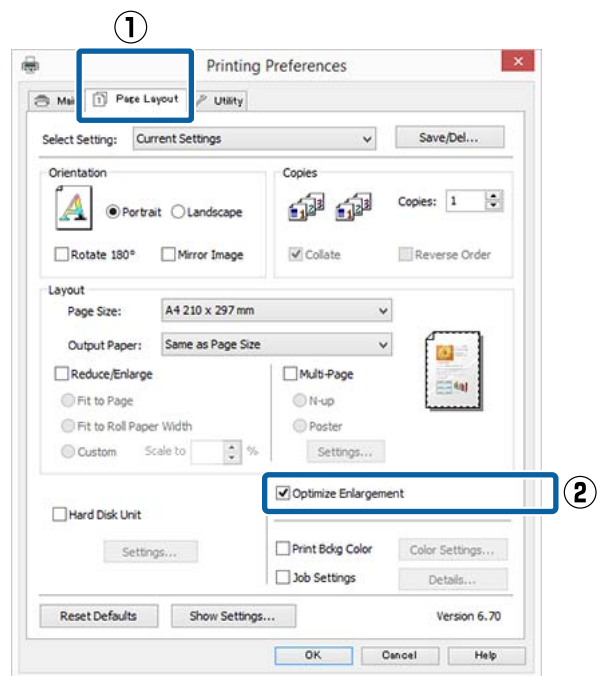 ①
Printing Preferences
Mai Page Layout Utility
Select Setting: Current Settings Save/Del...
Orientation
Portrait Landscape
Rotate 180° Mirror Image
Copies
Copies: 1
Collate Reverse Order
Layout
Page Size: A4 210 x 297 mm
Output Paper: Same as Page Size
Reduce/Enlarge
Fit to Page
Fit to Roll Paper Width
Custom Scale to %
Multi-Page
N-up
Poster
Settings...
Optimize Enlargement ②
Hard Disk Unit
Settings...
Print Bckg Color Color Settings...
Job Settings Details...
Reset Defaults Show Settings... Version 6.70
OK Cancel Help